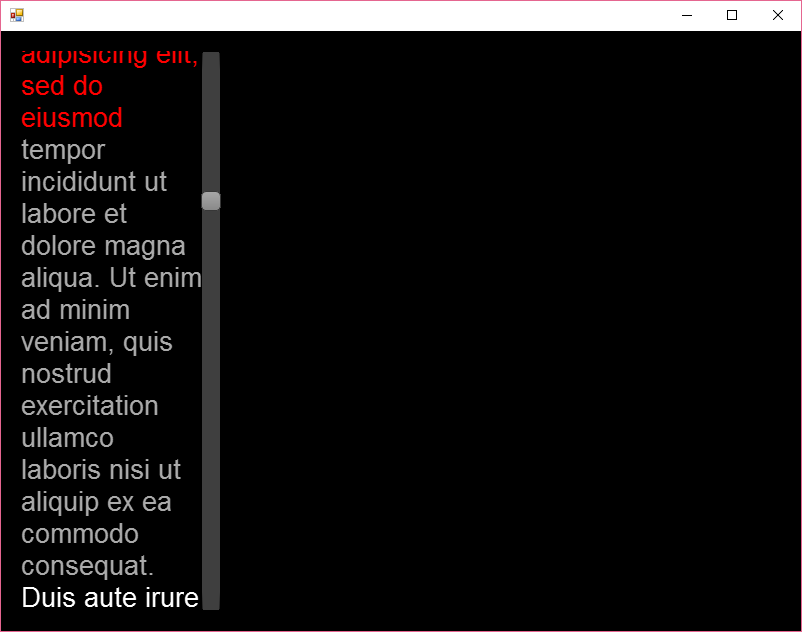 adipisicing elit,
sed do
eiusmod
tempor
incididunt ut
labore et
dolore magna
aliqua. Ut enim
ad minim
veniam, quis
nostrud
exercitation
ullamco
laboris nisi ut
aliquip ex ea
commodo
consequat.
Duis aute irure